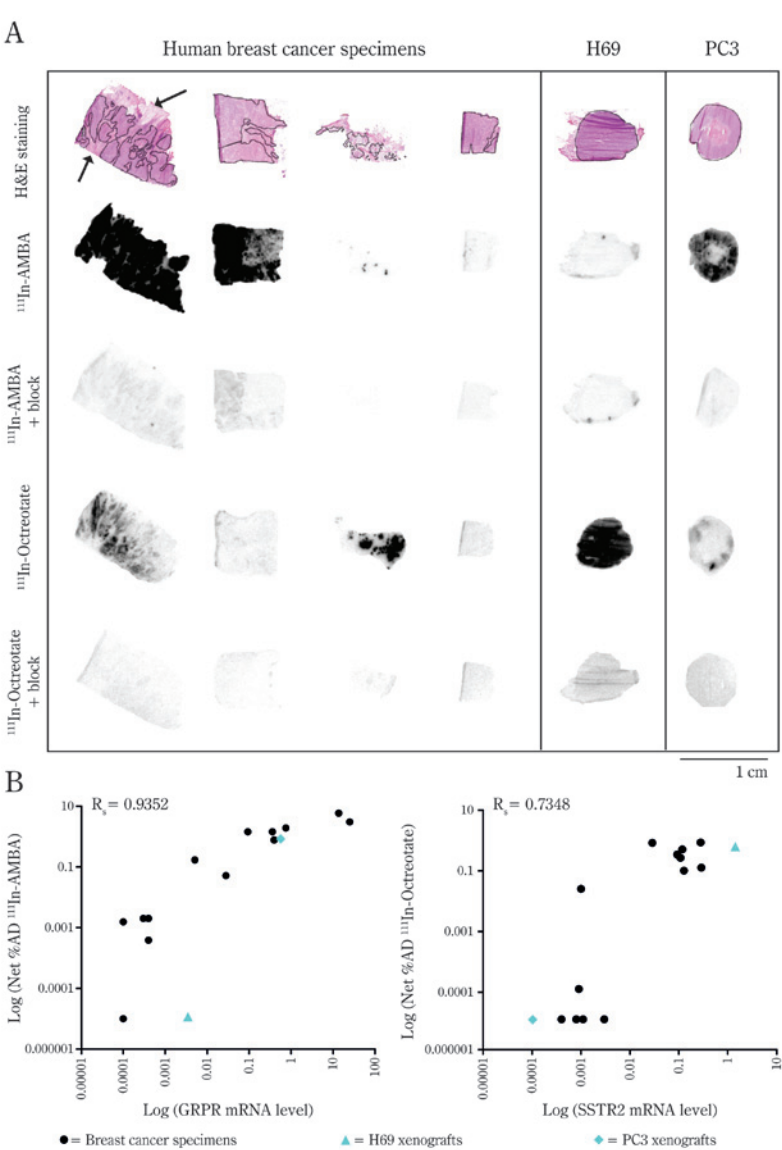 A
Human breast cancer specimens
H69
PC3
H&E staining
¹¹¹In-AMBA
¹¹¹In-AMBA
+ block
¹¹¹In-Octreotate
¹¹¹In-Octreotate
+ block
1 cm
B
Rₛ = 0.9352
Log (Net %AD ¹¹¹In-AMBA)
10
0.1
0.001
0.0001
0.000001
0.00001
0.0001
0.001
0.01
0.1
1
10
100
Log (GRPR mRNA level)
Rₛ = 0.7348
Log (Net %AD ¹¹¹In-Octreotate)
10
0.1
0.001
0.0001
0.000001
0.00001
0.0001
0.001
0.01
0.1
1
10
Log (SSTR2 mRNA level)
● = Breast cancer specimens
▲ = H69 xenografts
◆ = PC3 xenografts